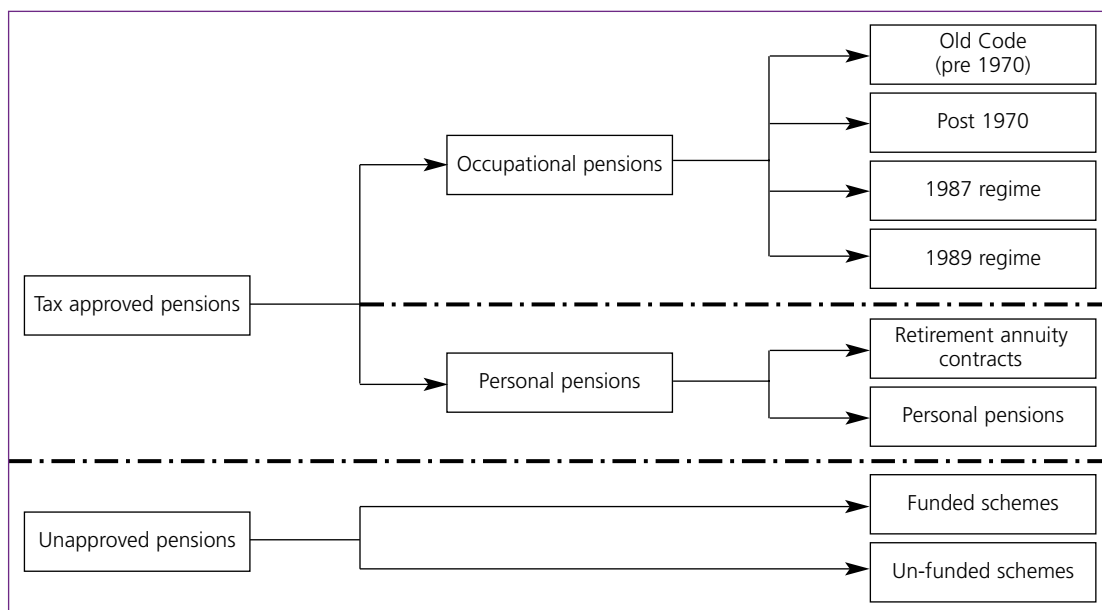 Old Code
(pre 1970)
Post 1970
Occupational pensions
1987 regime
1989 regime
Tax approved pensions
Retirement annuity
contracts
Personal pensions
Personal pensions
Funded schemes
Unapproved pensions
Un-funded schemes